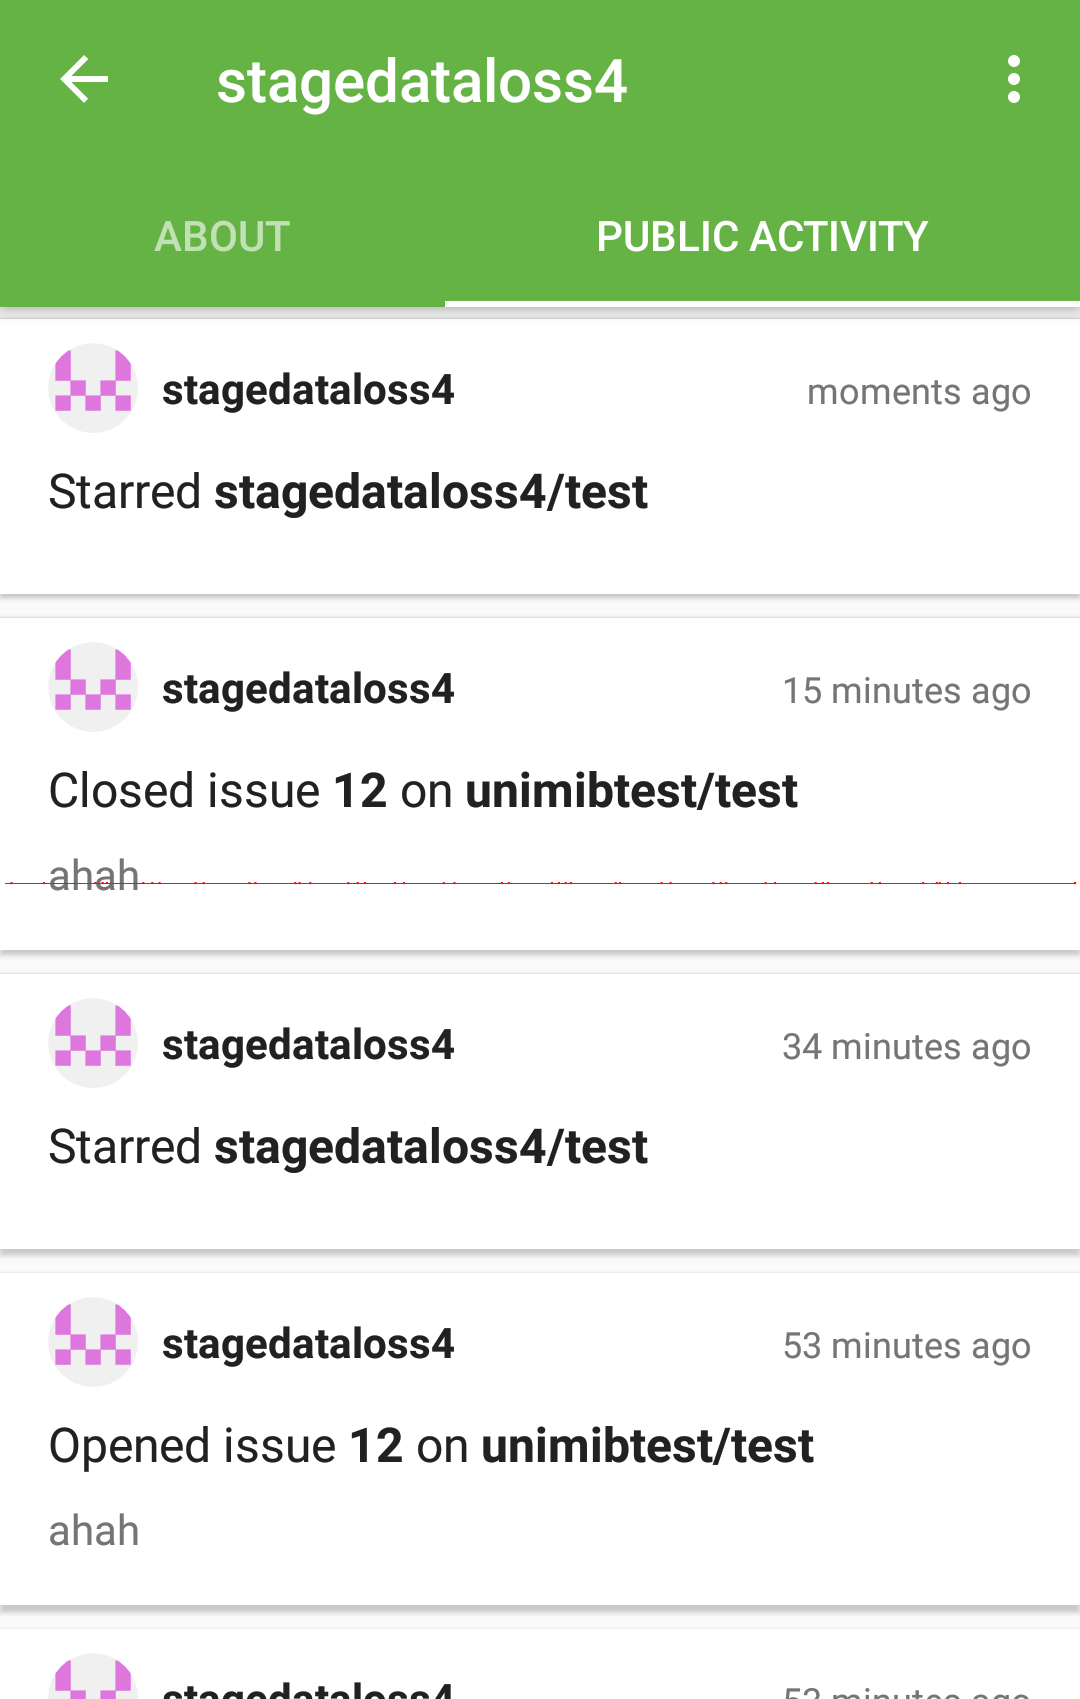 stagedataloss4
ABOUT
PUBLIC ACTIVITY
stagedataloss4
moments ago
Starred stagedataloss4/test
stagedataloss4
15 minutes ago
Closed issue 12 on unimibtest/test
ahah
stagedataloss4
34 minutes ago
Starred stagedataloss4/test
stagedataloss4
53 minutes ago
Opened issue 12 on unimibtest/test
ahah
stagedataloss4